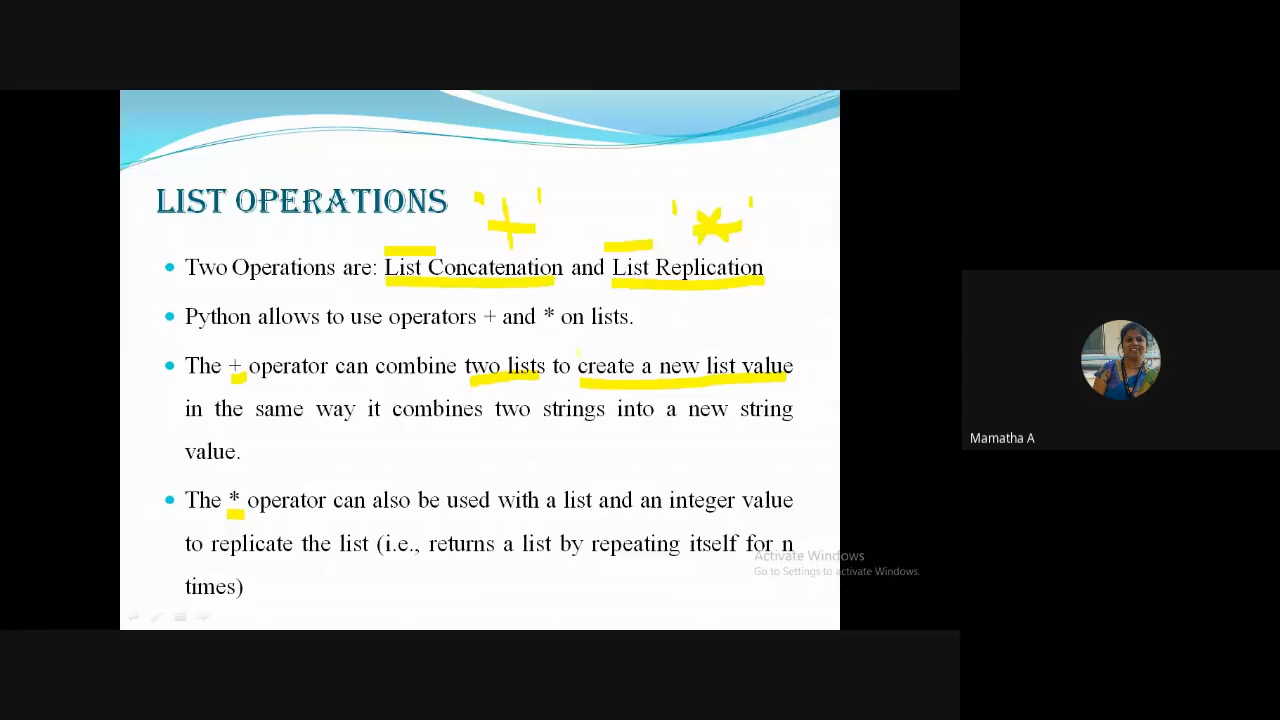 LIST OPERATIONS
'+' '*'
Two Operations are: List Concatenation and List Replication
Python allows to use operators + and * on lists.
The + operator can combine two lists to create a new list value
in the same way it combines two strings into a new string
value.
The * operator can also be used with a list and an integer value
to replicate the list (i.e., returns a list by repeating itself for n
times)
Activate Windows
Go to Settings to activate Windows.
Mamatha A